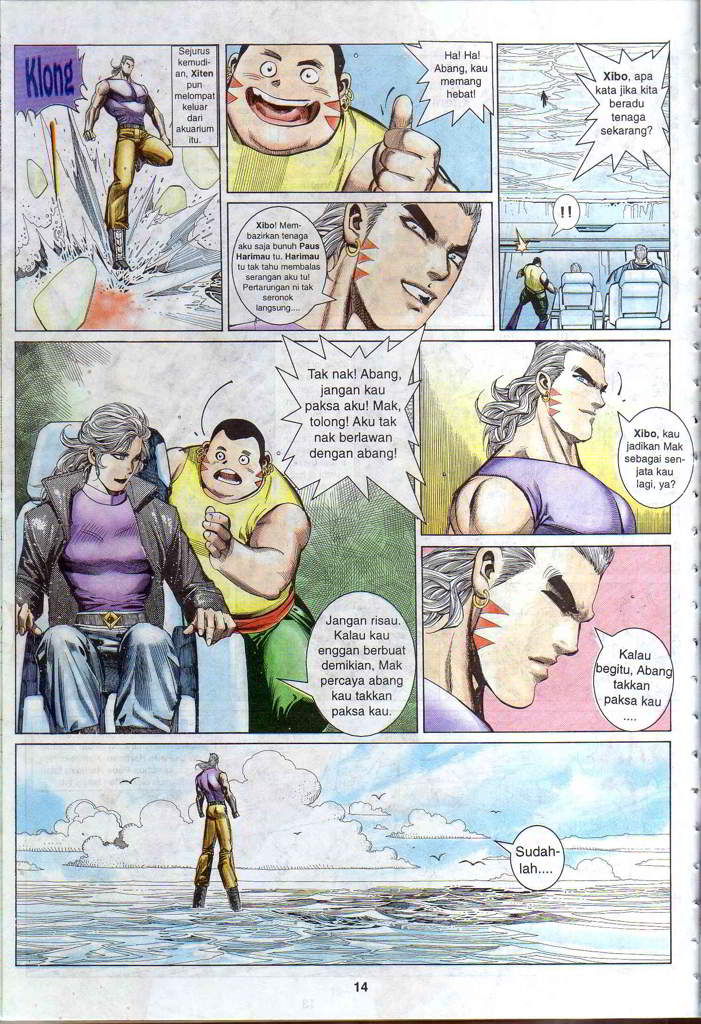 Klong
Sejurus
kemudi-
an, Xiten
pun
melompat
keluar
dari
akuarium
itu.
Ha! Ha!
Abang, kau
memang
hebat!
Xibo, apa
kata jika kita
beradu
tenaga
sekarang?
Xibo! Mem-
bazirkan tenaga
aku saja bunuh Paus
Harimau tu. Harimau
tu tak tahu membalas
serangan aku tu!
Pertarungan ni tak
seronok
langsung....
!!
Tak nak! Abang,
jangan kau
paksa aku! Mak,
tolong! Aku tak
nak berlawan
dengan abang!
Xibo, kau
jadikan Mak
sebagai sen-
jata kau
lagi, ya?
Jangan risau.
Kalau kau
enggan berbuat
demikian, Mak
percaya abang
kau takkan
paksa kau.
Kalau
begitu, Abang
takkan
paksa kau
....
Sudah-
lah....
14